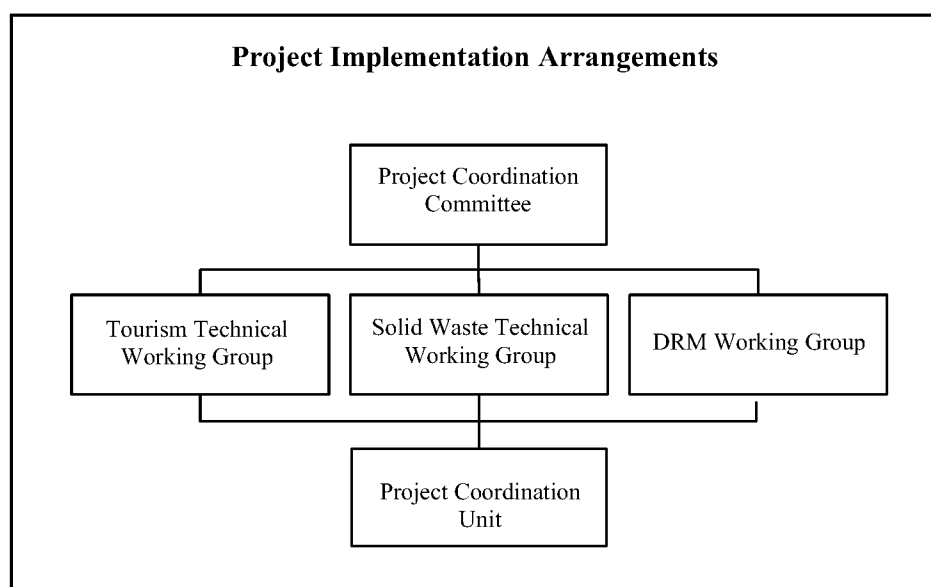 Project Implementation Arrangements
Project Coordination
Committee
Tourism Technical
Working Group
Solid Waste Technical
Working Group
DRM Working Group
Project Coordination
Unit